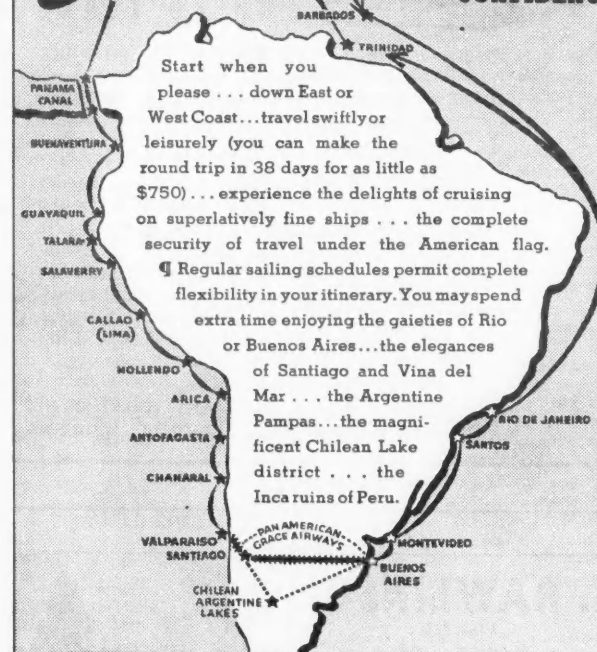 BARBADOS
TRINIDAD
PANAMA
CANAL
BUENAVENTURA
GUAYAQUIL
TALARA
SALAVERRY
CALLAO
(LIMA)
MOLLENDO
ARICA
ANTOFAGASTA
CHANARAL
VALPARAISO
SANTIAGO
Start when you
please . . . down East or
West Coast...travel swiftly or
leisurely (you can make the
round trip in 38 days for as little as
$750) . . . experience the delights of cruising
on superlatively fine ships . . . the complete
security of travel under the American flag.
¶ Regular sailing schedules permit complete
flexibility in your itinerary. You may spend
extra time enjoying the gaieties of Rio
or Buenos Aires...the elegances
of Santiago and Vina del
Mar . . . the Argentine
Pampas...the magni-
ficent Chilean Lake
district . . . the
Inca ruins of Peru.
RIO DE JANEIRO
SANTOS
PAN AMERICAN
GRACE AIRWAYS
MONTEVIDEO
BUENOS
AIRES
CHILEAN
ARGENTINE
LAKES